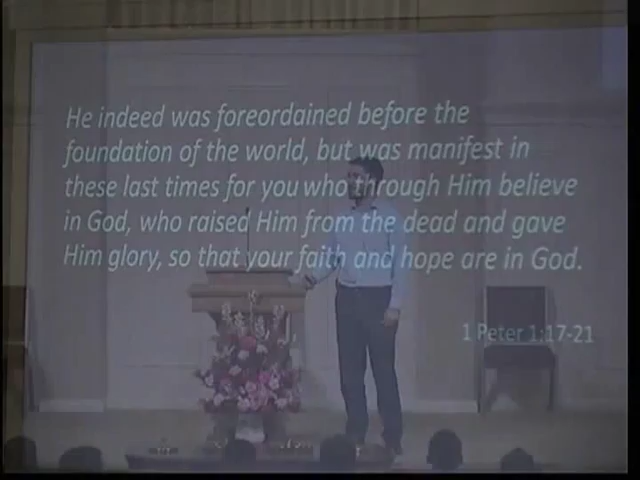 He indeed was foreordained before the
foundation of the world, but was manifest in
these last times for you who through Him believe
in God, who raised Him from the dead and gave
Him glory, so that your faith and hope are in God.
1 Peter 1:17-21